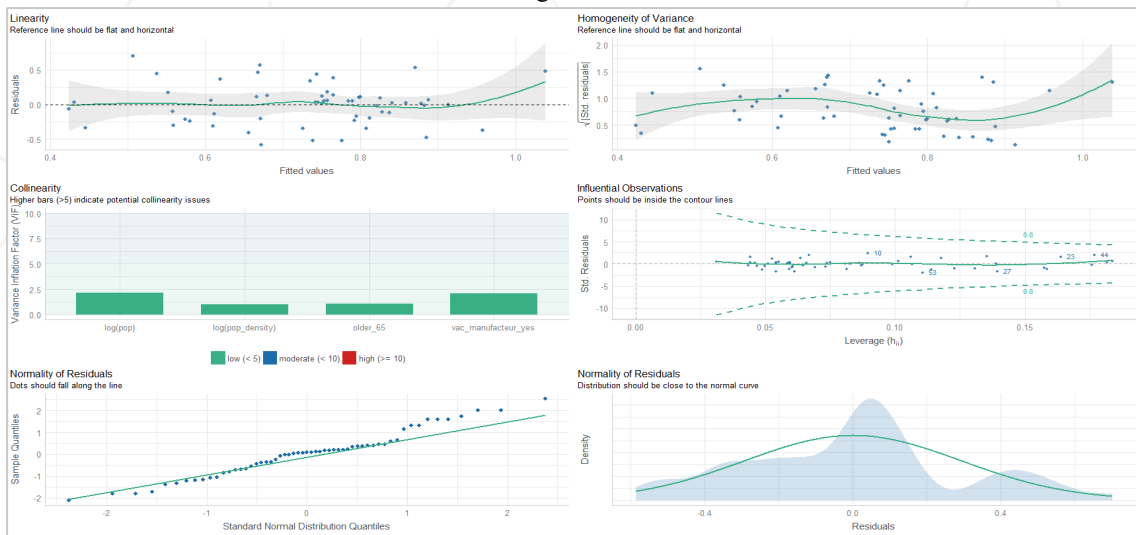 Linearity
Reference line should be flat and horizontal
Residuals
0.5
0.0
-0.5
0.4
0.6
0.8
1.0
Fitted values
Homogeneity of Variance
Reference line should be flat and horizontal
√|Std. residuals|
2.0
1.5
1.0
0.5
0.4
0.6
0.8
1.0
Fitted values
Collinearity
Higher bars (>5) indicate potential collinearity issues
Variance Inflation Factor (VIF)
10.0
7.5
5.0
2.5
0.0
log(pop)
log(pop_density)
older_65
vac_manufacteur_yes
low (< 5)
moderate (< 10)
high (>= 10)
Influential Observations
Points should be inside the contour lines
Std. Residuals
10
5
0
-5
-10
0.8
10
23
44
53
27
0.8
0.00
0.05
0.10
0.15
Leverage (hii)
Normality of Residuals
Dots should fall along the line
Sample Quantiles
2
1
0
-1
-2
-2
-1
0
1
2
Standard Normal Distribution Quantiles
Normality of Residuals
Distribution should be close to the normal curve
Density
-0.4
0.0
0.4
Residuals